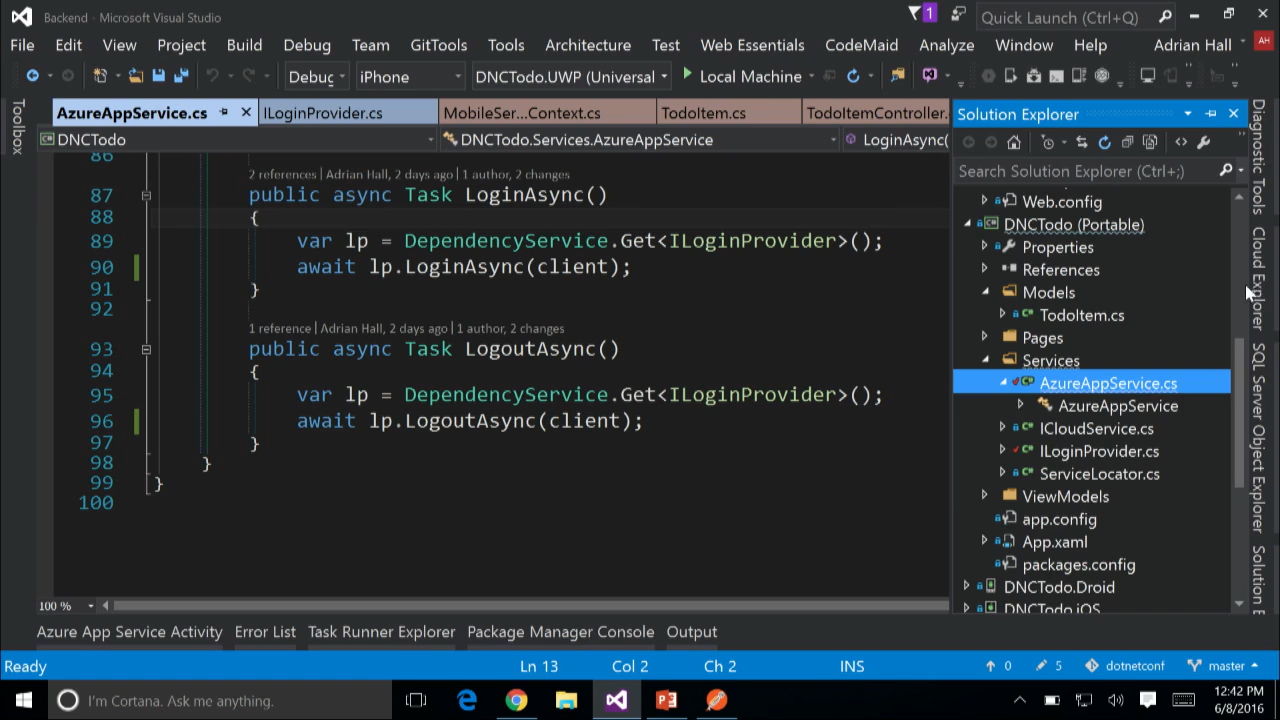 Backend - Microsoft Visual Studio
1
Quick Launch (Ctrl+Q)
File Edit View Project Build Debug Team GitTools Tools Architecture Test Web Essentials CodeMaid Analyze Window Help Adrian Hall AH
Debug iPhone DNCTodo.UWP (Universal Local Machine
Toolbox
AzureAppService.cs ILoginProvider.cs MobileSer...Context.cs TodoItem.cs TodoItemController.
DNCTodo DNCTodo.Services.AzureAppService LoginAsync(
86
2 references | Adrian Hall, 2 days ago | 1 author, 2 changes
87 public async Task LoginAsync()
88 {
89 var lp = DependencyService.Get<ILoginProvider>();
90 await lp.LoginAsync(client);
91 }
92
1 reference | Adrian Hall, 2 days ago | 1 author, 2 changes
93 public async Task LogoutAsync()
94 {
95 var lp = DependencyService.Get<ILoginProvider>();
96 await lp.LogoutAsync(client);
97 }
98 }
99 }
100
100 %
Solution Explorer
Search Solution Explorer (Ctrl+;)
Web.config
DNCTodo (Portable)
Properties
References
Models
TodoItem.cs
Pages
Services
AzureAppService.cs
AzureAppService
ICloudService.cs
ILoginProvider.cs
ServiceLocator.cs
ViewModels
app.config
App.xaml
packages.config
DNCTodo.Droid
DNCTodo.iOS
Diagnostic Tools
Cloud Explorer
SQL Server Object Explorer
Solution E
Azure App Service Activity Error List Task Runner Explorer Package Manager Console Output
Ready Ln 13 Col 2 Ch 2 INS 0 5 dotnetconf master
I'm Cortana. Ask me anything.
12:42 PM
6/8/2016